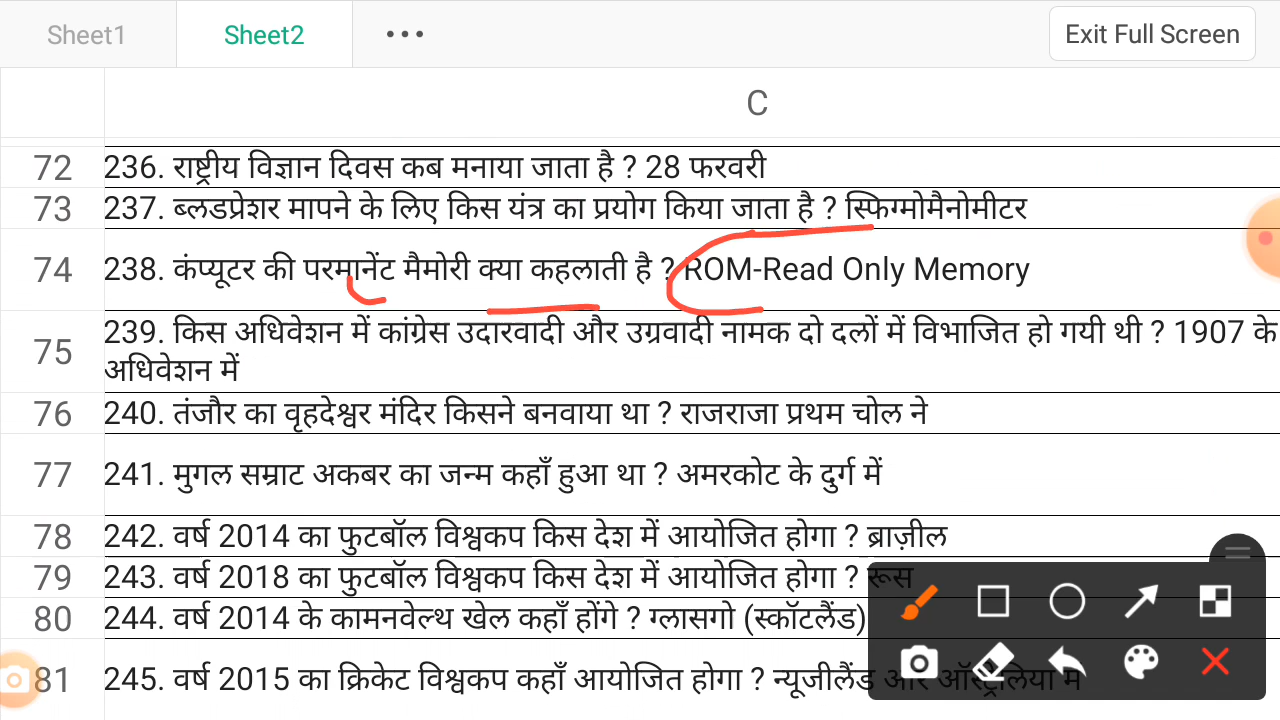 Sheet1 Sheet2 ••• Exit Full Screen
C
72 236. राष्ट्रीय विज्ञान दिवस कब मनाया जाता है ? 28 फरवरी
73 237. ब्लडप्रेशर मापने के लिए किस यंत्र का प्रयोग किया जाता है ? स्फिग्मोमैनोमीटर
74 238. कंप्यूटर की परमानेंट मैमोरी क्या कहलाती है ? ROM-Read Only Memory
239. किस अधिवेशन में कांग्रेस उदारवादी और उग्रवादी नामक दो दलों में विभाजित हो गयी थी ? 1907 के
75 अधिवेशन में
76 240. तंजौर का वृहदेश्वर मंदिर किसने बनवाया था ? राजराजा प्रथम चोल ने
77 241. मुगल सम्राट अकबर का जन्म कहाँ हुआ था ? अमरकोट के दुर्ग में
78 242. वर्ष 2014 का फुटबॉल विश्वकप किस देश में आयोजित होगा ? ब्राज़ील
79 243. वर्ष 2018 का फुटबॉल विश्वकप किस देश में आयोजित होगा ? रूस
80 244. वर्ष 2014 के कामनवेल्थ खेल कहाँ होंगे ? ग्लासगो (स्कॉटलैंड)
81 245. वर्ष 2015 का क्रिकेट विश्वकप कहाँ आयोजित होगा ? न्यूजीलैंड और ऑस्ट्रेलिया में